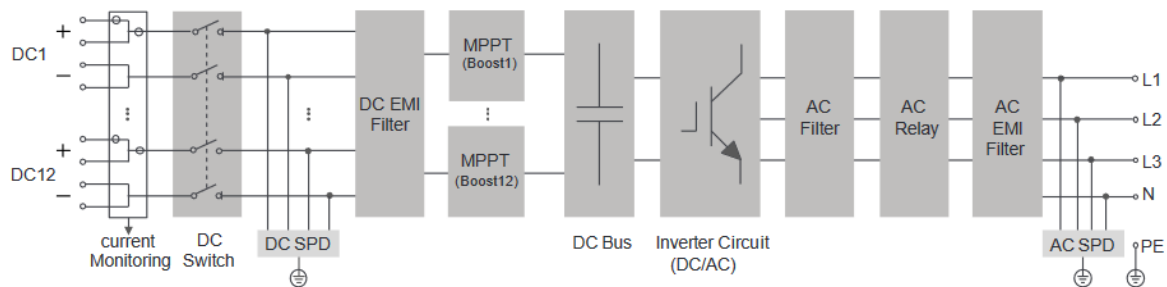 DC1
+
−
DC12
+
−
current
Monitoring
DC
Switch
DC SPD
DC EMI
Filter
MPPT
(Boost1)
MPPT
(Boost12)
DC Bus
Inverter Circuit
(DC/AC)
AC
Filter
AC
Relay
AC
EMI
Filter
L1
L2
L3
N
AC SPD
PE